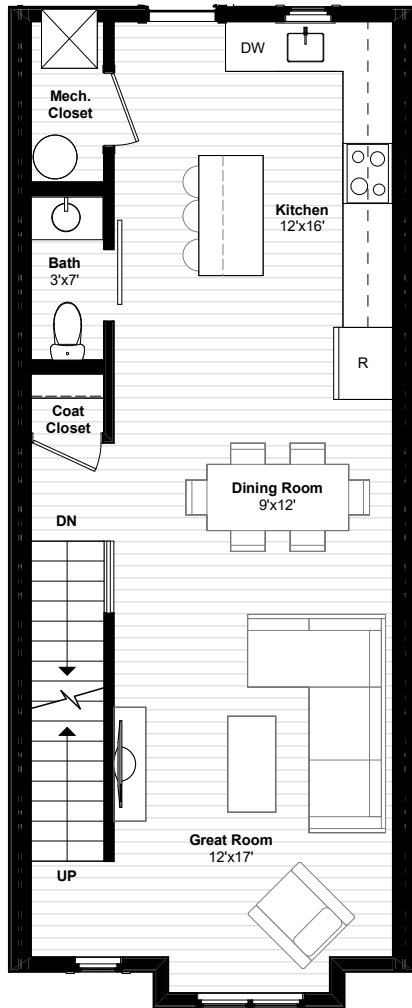 DW
Mech.
Closet
Kitchen
12'x16'
Bath
3'x7'
R
Coat
Closet
Dining Room
9'x12'
DN
Great Room
12'x17'
UP